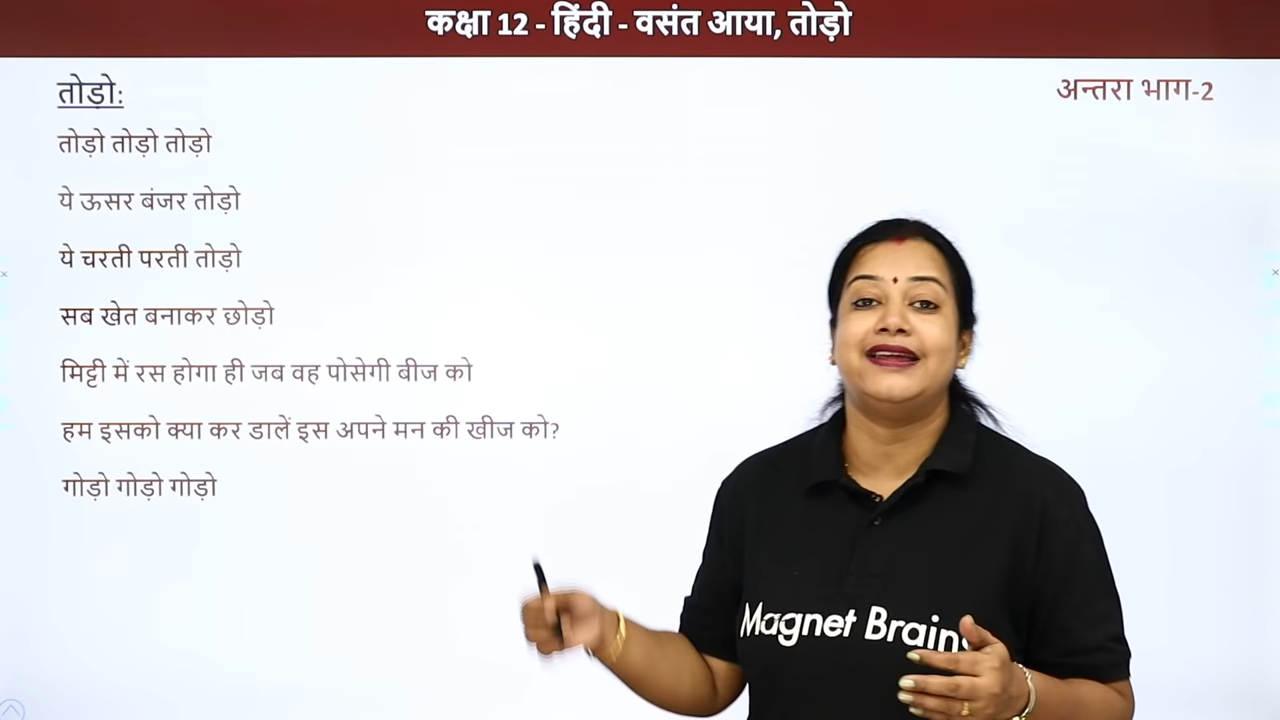 कक्षा 12 - हिंदी - वसंत आया, तोड़ो
तोड़ो:
अन्तरा भाग-2
तोड़ो तोड़ो तोड़ो
ये ऊसर बंजर तोड़ो
ये चरती परती तोड़ो
सब खेत बनाकर छोड़ो
मिट्टी में रस होगा ही जब वह पोसेगी बीज को
हम इसको क्या कर डालें इस अपने मन की खीज को?
गोड़ो गोड़ो गोड़ो
Magnet Brains